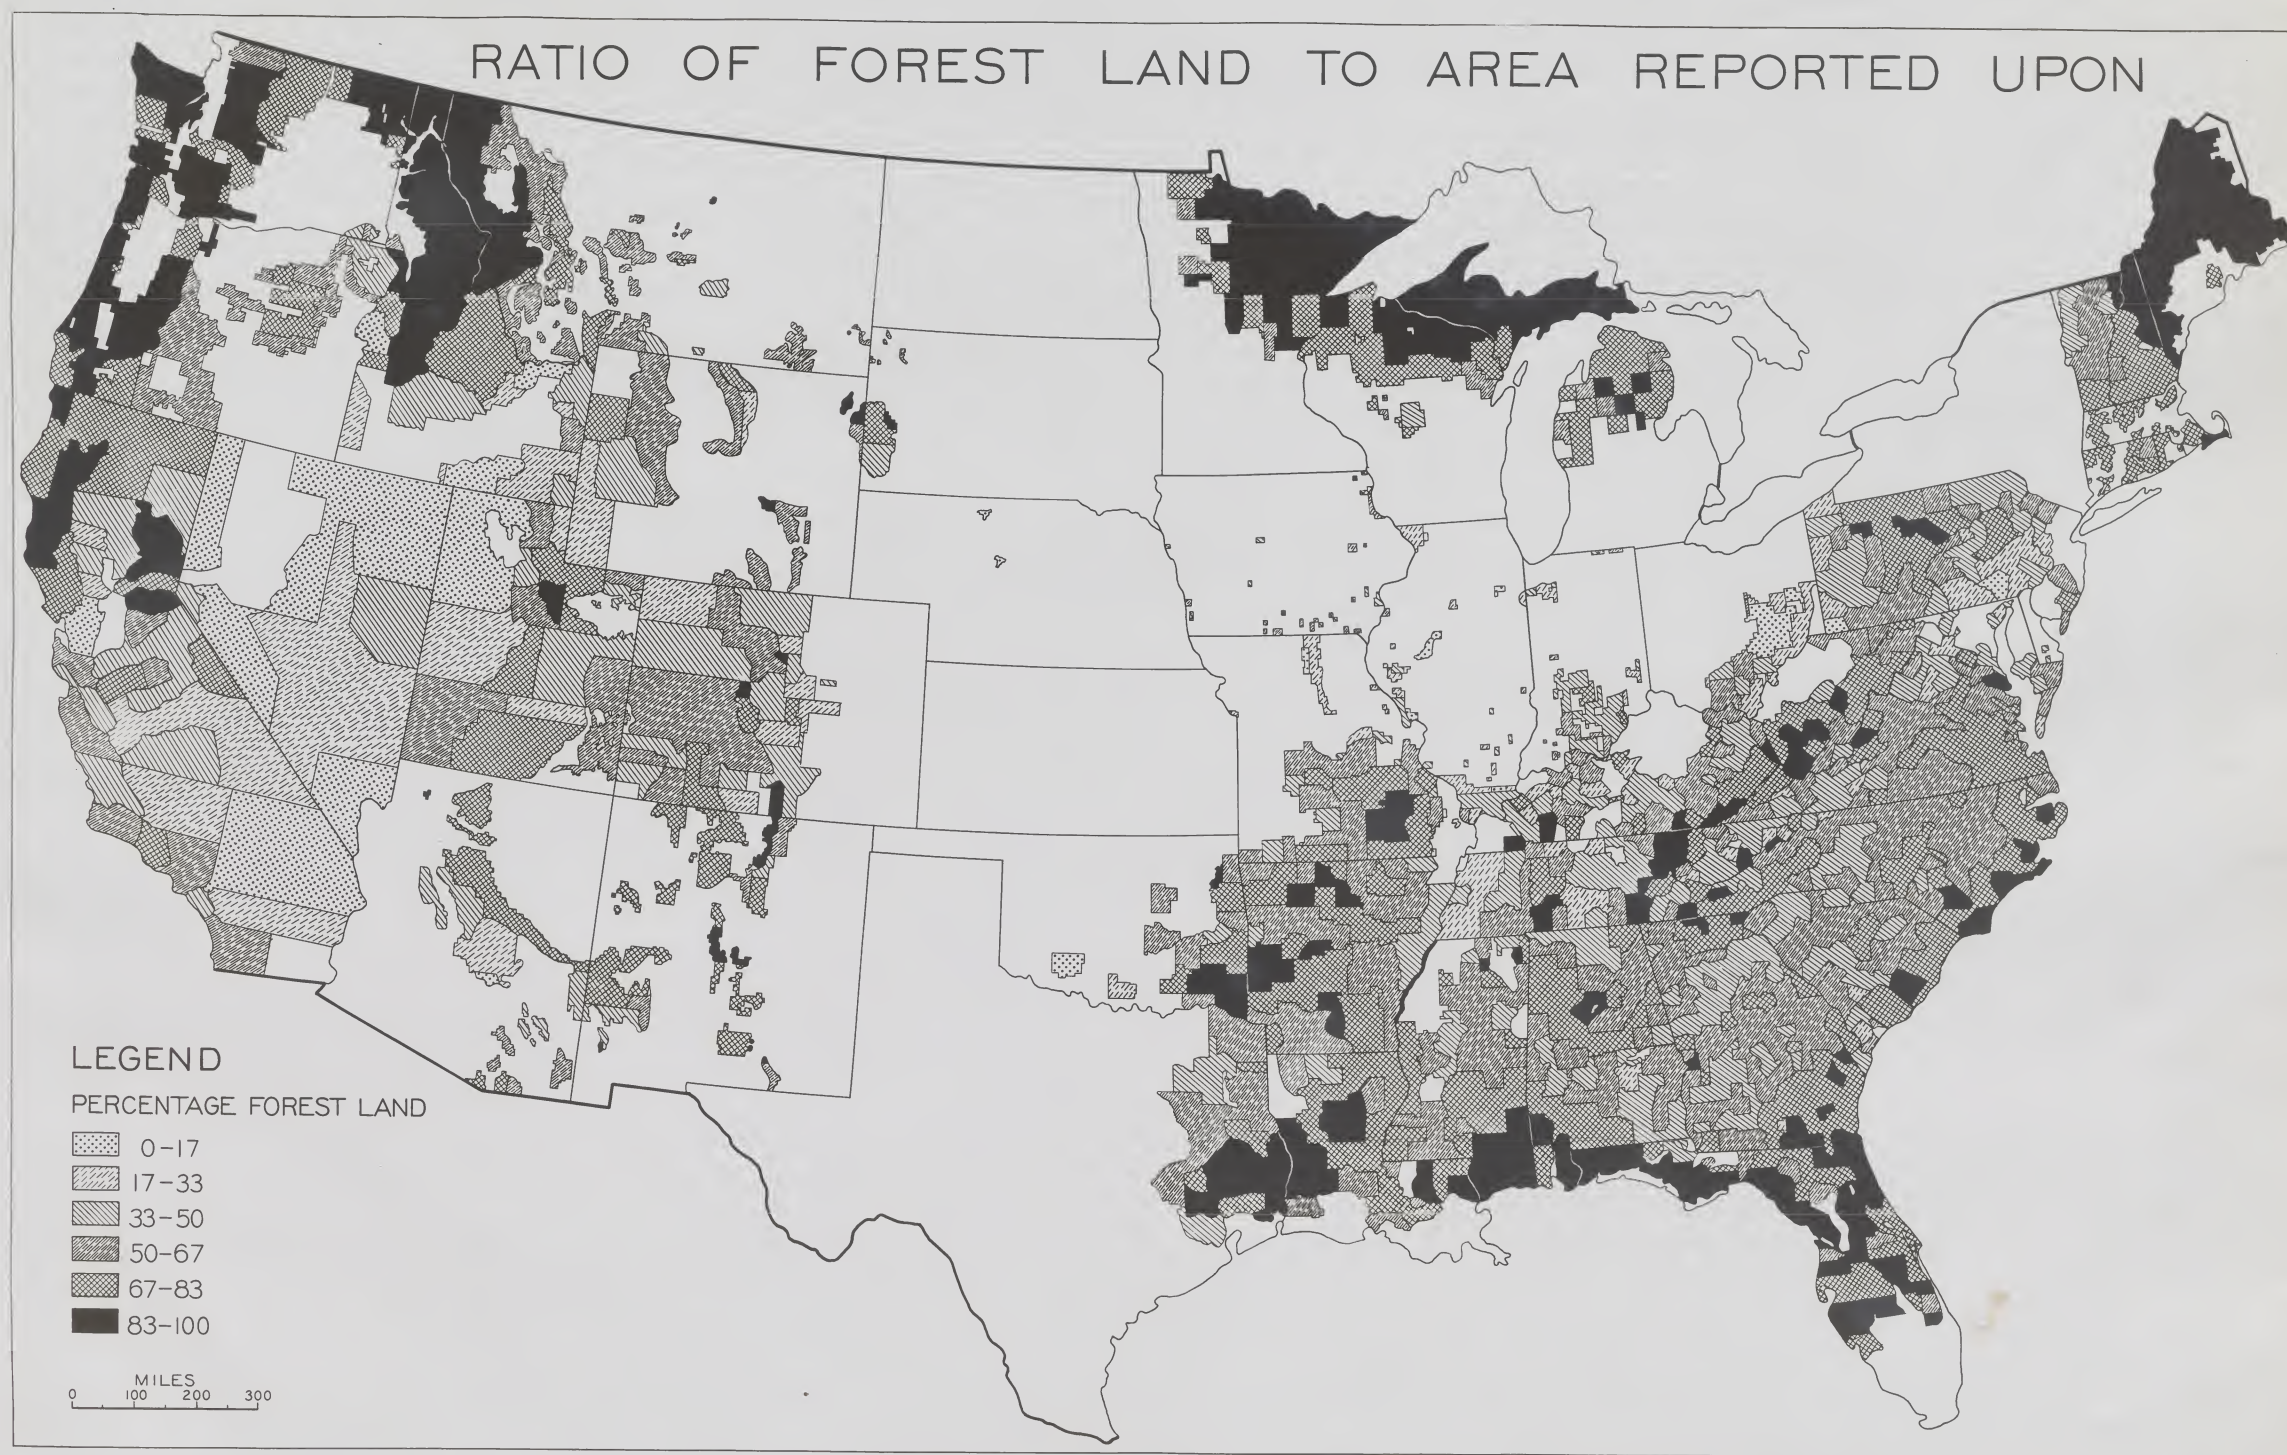 RATIO OF FOREST LAND TO AREA REPORTED UPON
LEGEND
PERCENTAGE FOREST LAND
0-17
17-33
33-50
50-67
67-83
83-100
MILES
0 100 200 300